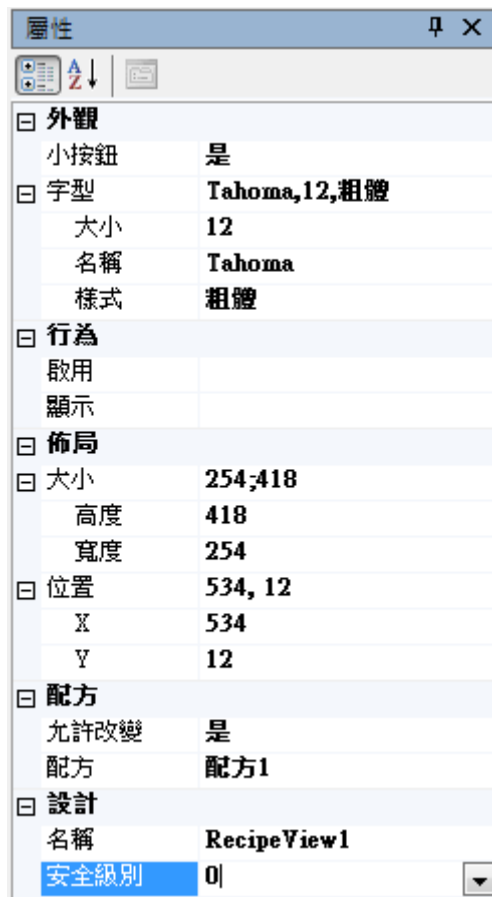 屬性
外觀
小按鈕 是
字型 Tahoma,12,粗體
大小 12
名稱 Tahoma
樣式 粗體
行為
啟用
顯示
佈局
大小 254;418
高度 418
寬度 254
位置 534, 12
X 534
Y 12
配方
允許改變 是
配方 配方1
設計
名稱 RecipeView1
安全級別 0